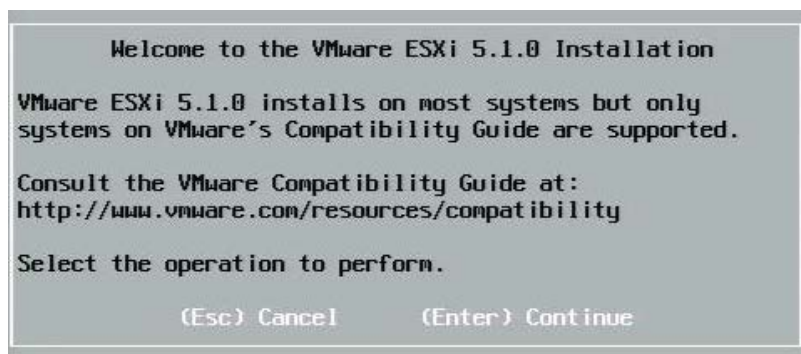 Welcome to the VMware ESXi 5.1.0 Installation
VMware ESXi 5.1.0 installs on most systems but only
systems on VMware's Compatibility Guide are supported.
Consult the VMware Compatibility Guide at:
http://www.vmware.com/resources/compatibility
Select the operation to perform.
(Esc) Cancel (Enter) Continue